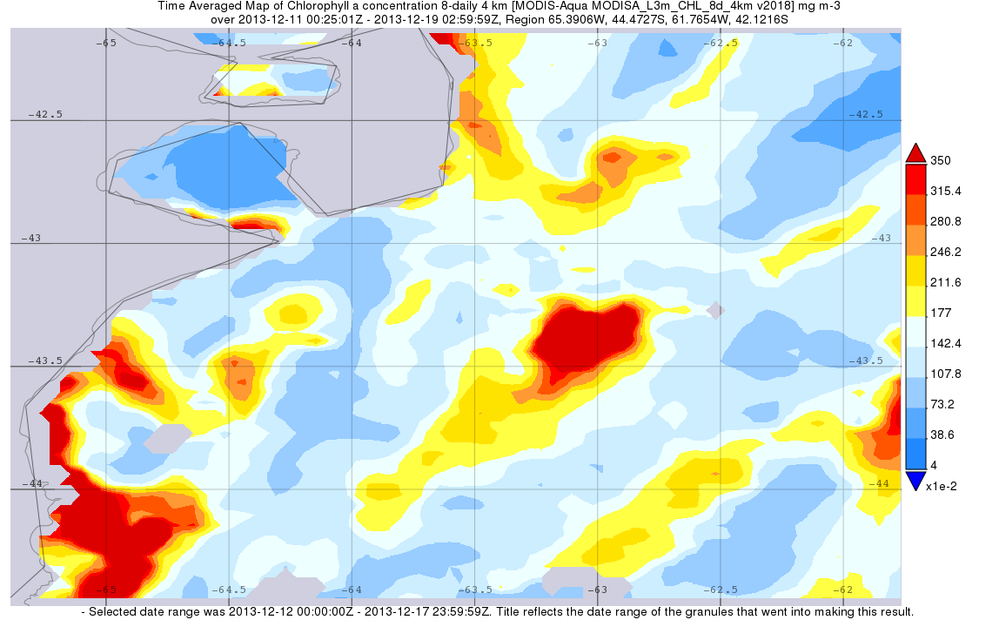 Time Averaged Map of Chlorophyll a concentration 8-daily 4 km [MODIS-Aqua MODISA_L3m_CHL_8d_4km v2018] mg m-3
over 2013-12-11 00:25:01Z - 2013-12-19 02:59:59Z, Region 65.3906W, 44.4727S, 61.7654W, 42.1216S
-65 -64.5 -64 -63.5 -63 -62.5 -62
-42.5 -42.5
350
315.4
280.8
-43 -43
246.2
211.6
177
142.4
-43.5 -43.5
107.8
73.2
38.6
4
-44 -44
x1e-2
-65 -64.5 -64 -63.5 -63 -62.5 -62
- Selected date range was 2013-12-12 00:00:00Z - 2013-12-17 23:59:59Z. Title reflects the date range of the granules that went into making this result.